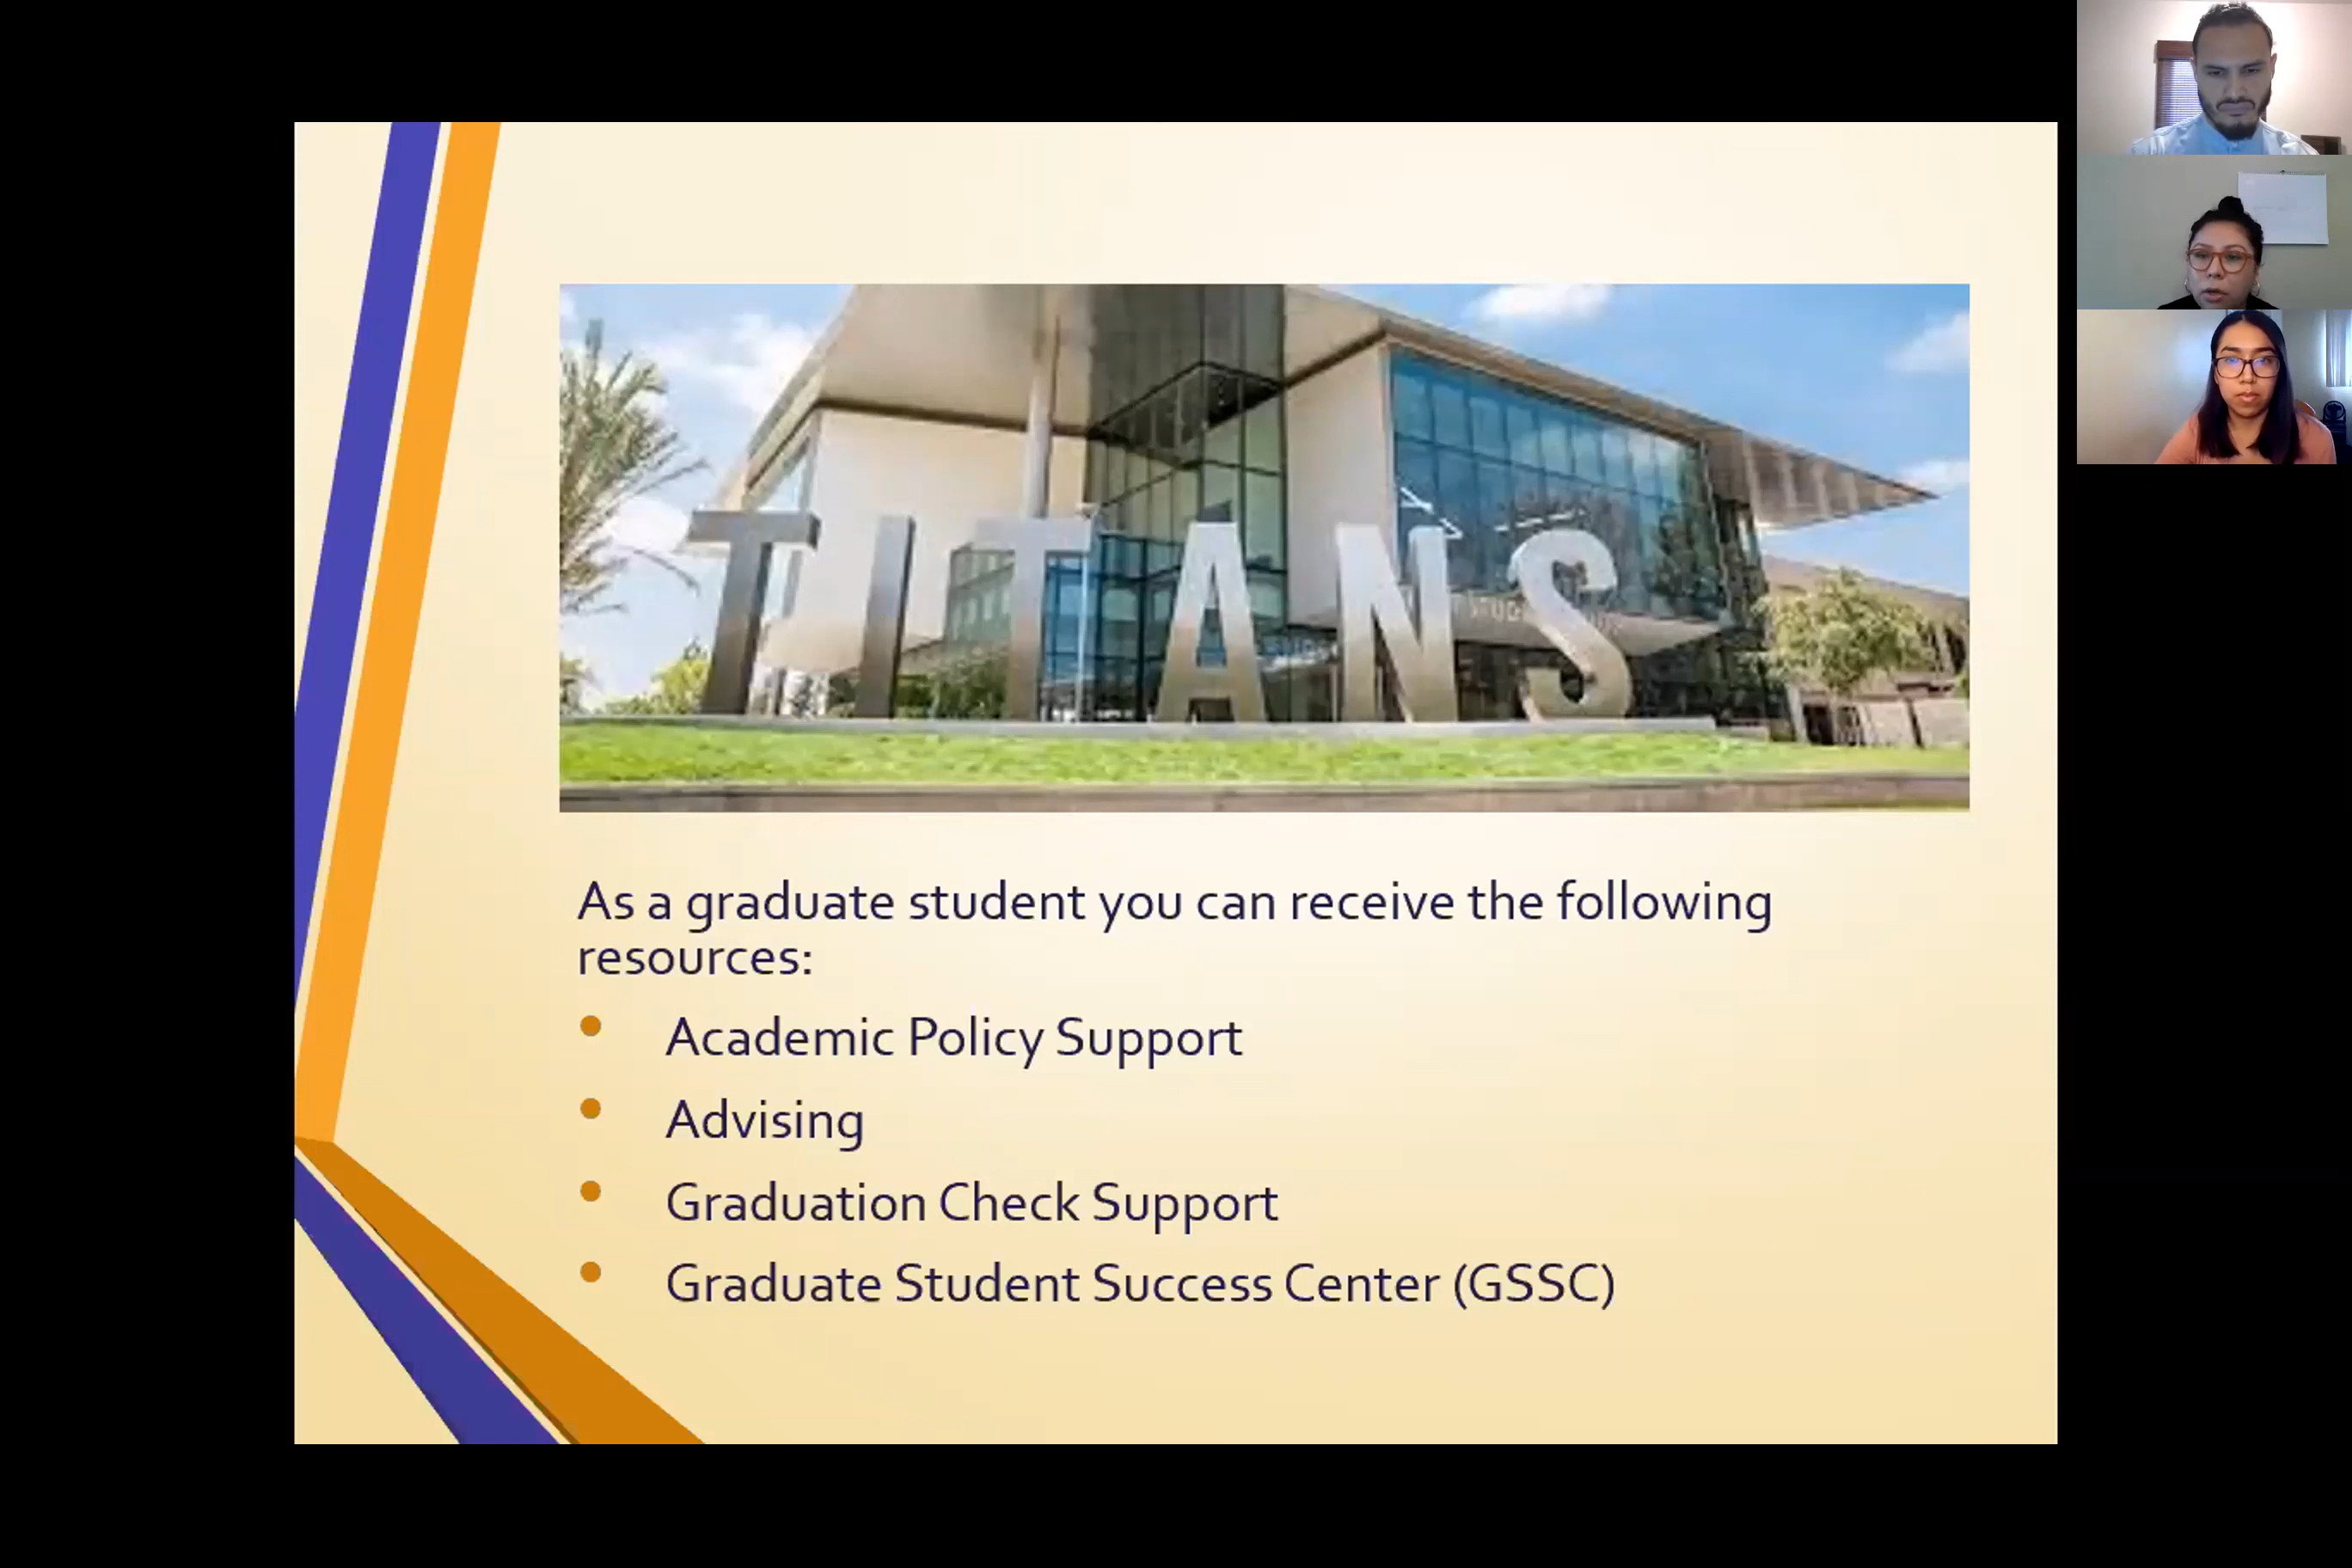 TITANS
As a graduate student you can receive the following
resources:
• Academic Policy Support
• Advising
• Graduation Check Support
• Graduate Student Success Center (GSSC)